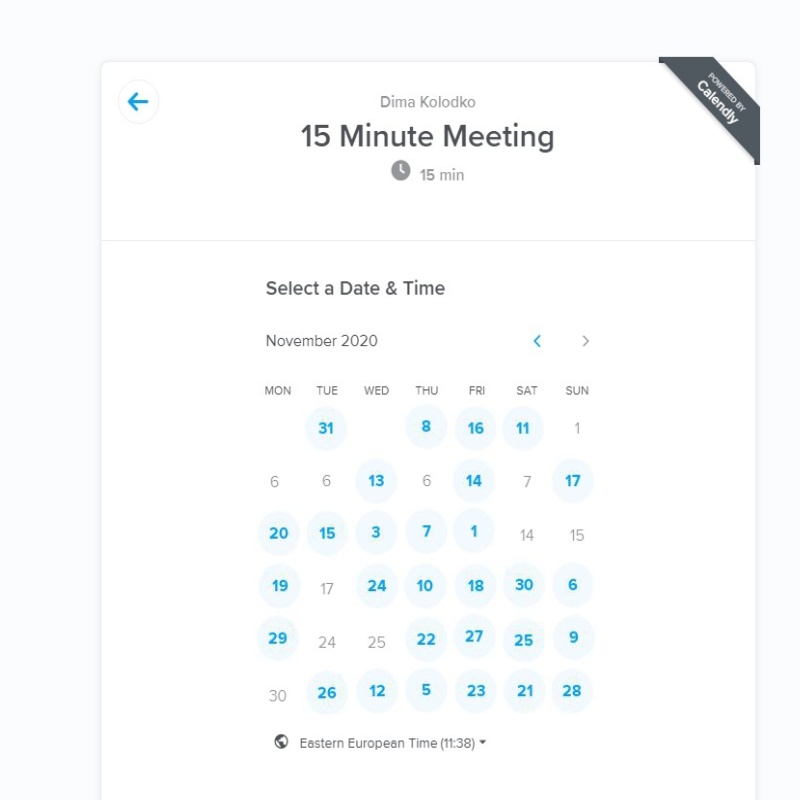 POWERED BY
Calendly
Dima Kolodko
15 Minute Meeting
15 min
Select a Date & Time
November 2020
MON TUE WED THU FRI SAT SUN
31 8 16 11 1
6 6 13 6 14 7 17
20 15 3 7 1 14 15
19 17 24 10 18 30 6
29 24 25 22 27 25 9
30 26 12 5 23 21 28
Eastern European Time (11:38)